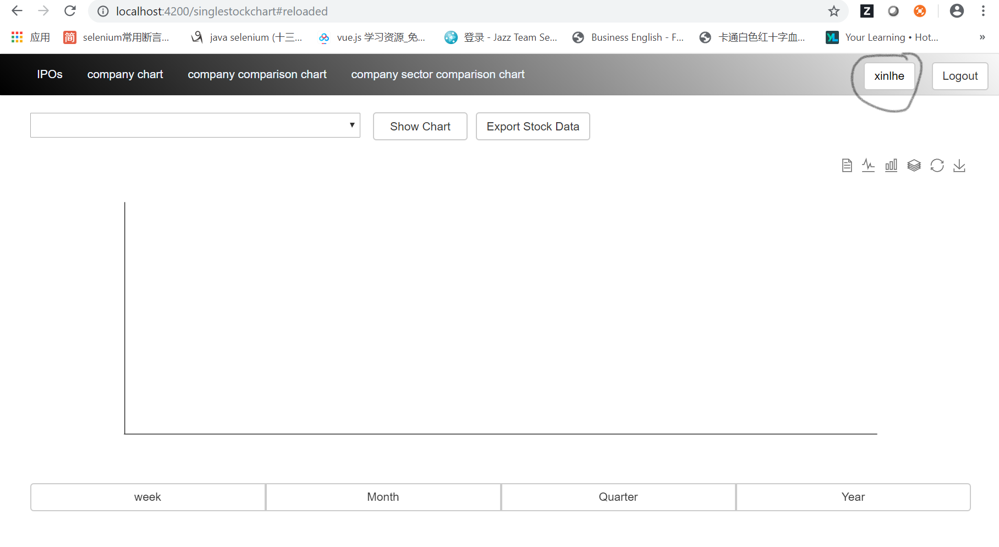 localhost:4200/singlestockchart#reloaded
Z
应用 简 selenium常用断言... java selenium (十三... vue.js 学习资源_免... 登录 - Jazz Team Se... Business English - F... 卡通白色红十字血... YL Your Learning • Hot... »
IPOs company chart company comparison chart company sector comparison chart xinlhe Logout
Show Chart Export Stock Data
week Month Quarter Year